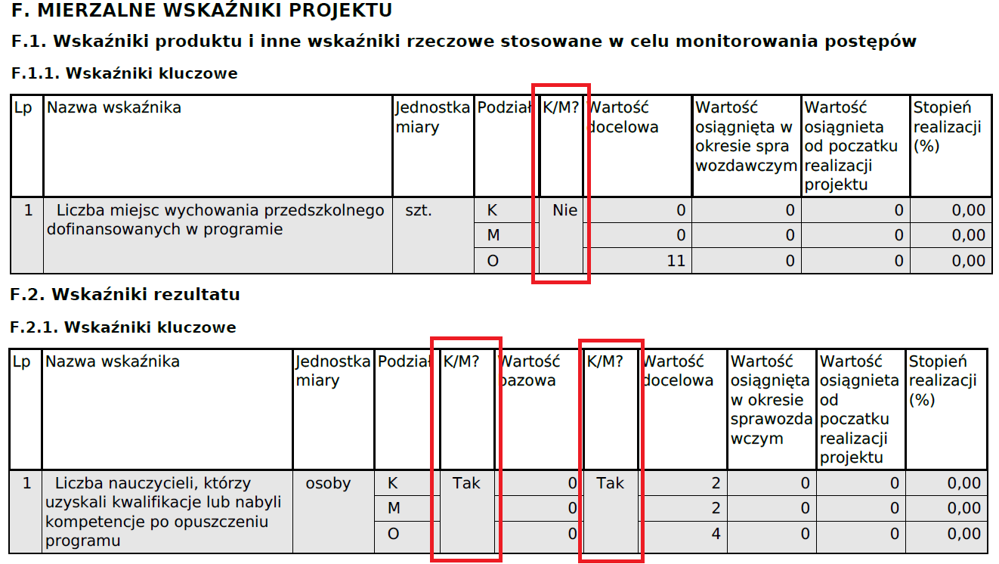 F. MIERZALNE WSKAŹNIKI PROJEKTU
F.1. Wskaźniki produktu i inne wskaźniki rzeczowe stosowane w celu monitorowania postępów
F.1.1. Wskaźniki kluczowe
Lp
Nazwa wskaźnika
Jednostka
miary
Podział
K/M?
Wartość
docelowa
Wartość
osiągnięta w
okresie spra
wozdawczym
Wartość
osiągnieta
od poczatku
realizacji
projektu
Stopień
realizacji
(%)
1
Liczba miejsc wychowania przedszkolnego
dofinansowanych w programie
szt.
K
Nie
0
0
0
0,00
M
0
0
0
0,00
O
11
0
0
0,00
F.2. Wskaźniki rezultatu
F.2.1. Wskaźniki kluczowe
Lp
Nazwa wskaźnika
Jednostka
miary
Podział
K/M?
Wartość
bazowa
K/M?
Wartość
docelowa
Wartość
osiągnięta
w okresie
sprawozda
wczym
Wartość
osiągnieta
od
poczatku
realizacji
projektu
Stopień
realizacji
(%)
1
Liczba nauczycieli, którzy
uzyskali kwalifikacje lub nabyli
kompetencje po opuszczeniu
programu
osoby
K
Tak
0
Tak
2
0
0
0,00
M
0
2
0
0
0,00
O
0
4
0
0
0,00